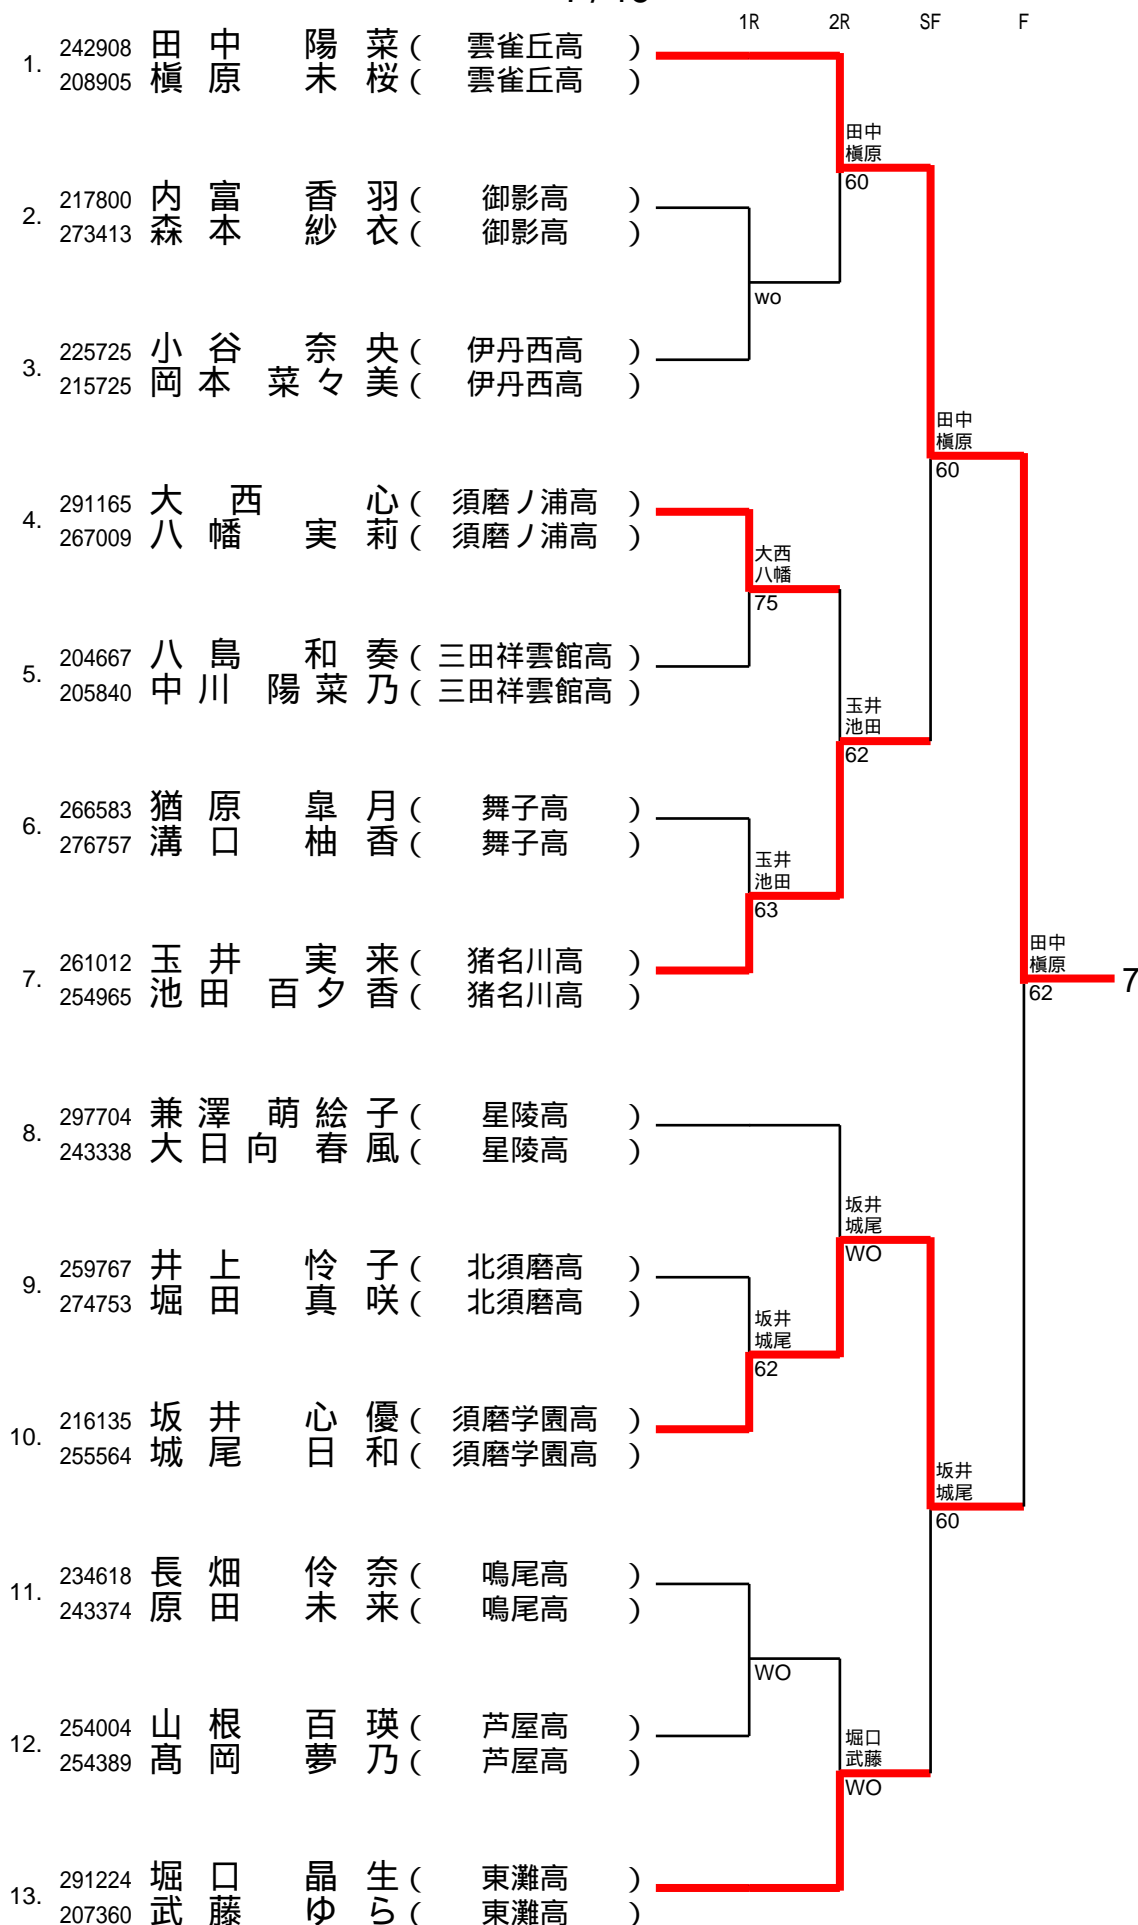 1R 2R SF F
1. 242908 田中 陽菜 ( 雲雀丘高 )
208905 槇原 未桜 ( 雲雀丘高 )
田中
槇原
60
2. 217800 内富 香羽 ( 御影高 )
273413 森本 紗衣 ( 御影高 )
wo
3. 225725 小谷 奈央 ( 伊丹西高 )
215725 岡本 菜々美 ( 伊丹西高 )
田中
槇原
60
4. 291165 大西 心 ( 須磨ノ浦高 )
267009 八幡 実莉 ( 須磨ノ浦高 )
大西
八幡
75
5. 204667 八島 和奏 ( 三田祥雲館高 )
205840 中川 陽菜乃 ( 三田祥雲館高 )
玉井
池田
62
6. 266583 猶原 皐月 ( 舞子高 )
276757 溝口 柚香 ( 舞子高 )
玉井
池田
63
7. 261012 玉井 実来 ( 猪名川高 )
254965 池田 百夕香 ( 猪名川高 )
田中
槇原
62
7
8. 297704 兼澤 萌絵子 ( 星陵高 )
243338 大日向 春風 ( 星陵高 )
坂井
城尾
WO
9. 259767 井上 怜子 ( 北須磨高 )
274753 堀田 真咲 ( 北須磨高 )
坂井
城尾
62
10. 216135 坂井 心優 ( 須磨学園高 )
255564 城尾 日和 ( 須磨学園高 )
坂井
城尾
60
11. 234618 長畑 伶奈 ( 鳴尾高 )
243374 原田 未来 ( 鳴尾高 )
WO
12. 254004 山根 百瑛 ( 芦屋高 )
254389 髙岡 夢乃 ( 芦屋高 )
堀口
武藤
WO
13. 291224 堀口 晶生 ( 東灘高 )
207360 武藤 ゆら ( 東灘高 )